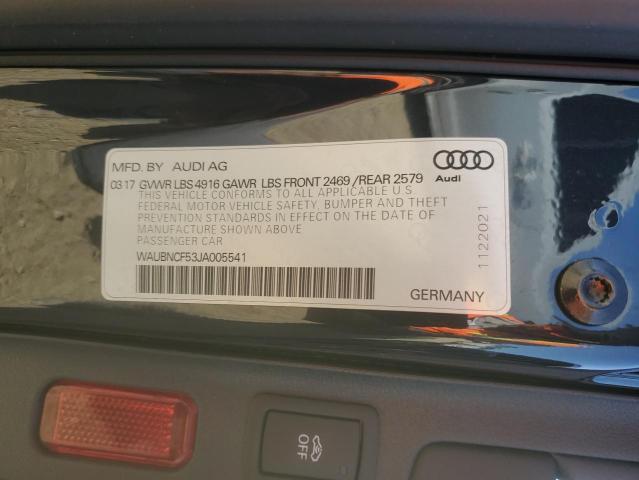 MFD. BY AUDI AG
03 17 GVWR LBS 4916 GAWR LBS FRONT 2469 /REAR 2579
THIS VEHICLE CONFORMS TO ALL APPLICABLE U.S.
FEDERAL MOTOR VEHICLE SAFETY, BUMPER AND THEFT
PREVENTION STANDARDS IN EFFECT ON THE DATE OF
MANUFACTURE SHOWN ABOVE
PASSENGER CAR
WAUBNCF53JA005541
Audi
1122021
GERMANY
OFF